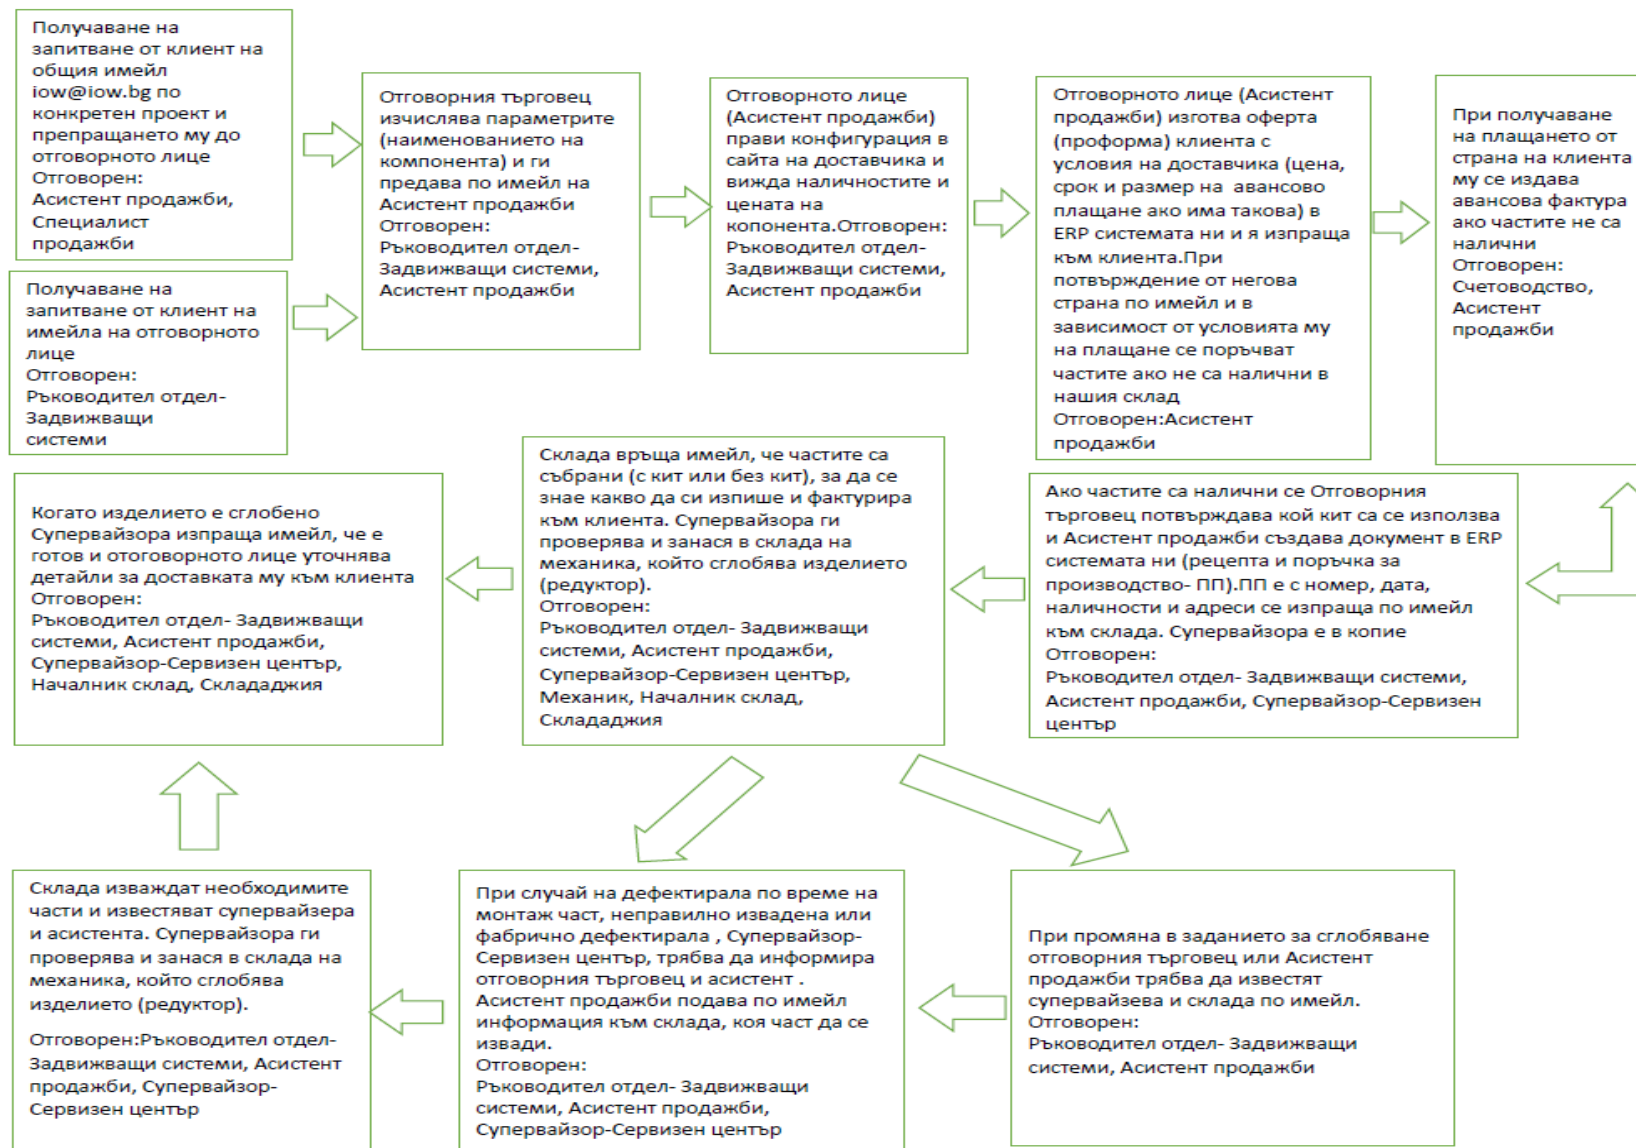 Получаване на
запитване от клиент на
общия имейл
iow@iow.bg по
конкретен проект и
препращането му до
отговорното лице
Отговорен:
Асистент продажби,
Специалист
продажби
Получаване на
запитване от клиент на
имейла на отговорното
лице
Отговорен:
Ръководител отдел-
Задвижващи
системи
Отговорния търговец
изчислява параметрите
(наименованието на
компонента) и ги
предава по имейл на
Асистент продажби
Отговорен:
Ръководител отдел-
Задвижващи системи,
Асистент продажби
Отговорното лице
(Асистент продажби)
прави конфигурация в
сайта на доставчика и
вижда наличностите и
цената на
копонента.Отговорен:
Ръководител отдел-
Задвижващи системи,
Асистент продажби
Отговорното лице (Асистент
продажби) изготва оферта
(проформа) клиента с
условия на доставчика (цена,
срок и размер на авансово
плащане ако има такова) в
ERP системата ни и я изпраща
към клиента.При
потвърждение от негова
страна по имейл и в
зависимост от условията му
на плащане се поръчват
частите ако не са налични в
нашия склад
Отговорен:Асистент
продажби
При получаване
на плащането от
страна на клиента
му се издава
авансова фактура
ако частите не са
налични
Отговорен:
Счетоводство,
Асистент
продажби
Ако частите са налични се Отговорния
търговец потвърждава кой кит са се използва
и Асистент продажби създава документ в ERP
системата ни (рецепта и поръчка за
производство- ПП).ПП е с номер, дата,
наличности и адреси се изпраща по имейл
към склада. Супервайзора е в копие
Отговорен:
Ръководител отдел- Задвижващи системи,
Асистент продажби, Супервайзор-Сервизен
център
Склада връща имейл, че частите са
събрани (с кит или без кит), за да се
знае какво да си изпише и фактурира
към клиента. Супервайзора ги
проверява и занася в склада на
механика, който сглобява изделието
(редуктор).
Отговорен:
Ръководител отдел- Задвижващи
системи, Асистент продажби,
Супервайзор-Сервизен център,
Механик, Началник склад,
Склададжия
Когато изделието е сглобено
Супервайзора изпраща имейл, че е
готов и отоговорното лице уточнява
детайли за доставката му към клиента
Отговорен:
Ръководител отдел- Задвижващи
системи, Асистент продажби,
Супервайзор-Сервизен център,
Началник склад, Склададжия
Склада изваждат необходимите
части и известяват супервайзера
и асистента. Супервайзора ги
проверява и занася в склада на
механика, който сглобява
изделието (редуктор).
Отговорен:Ръководител отдел-
Задвижващи системи, Асистент
продажби, Супервайзор-
Сервизен център
При случай на дефектирала по време на
монтаж част, неправилно извадена или
фабрично дефектирала , Супервайзор-
Сервизен център, трябва да информира
отговорния търговец и асистент .
Асистент продажби подава по имейл
информация към склада, коя част да се
извади.
Отговорен:
Ръководител отдел- Задвижващи
системи, Асистент продажби,
Супервайзор-Сервизен център
При промяна в заданието за сглобяване
отговорния търговец или Асистент
продажби трябва да известят
супервайзева и склада по имейл.
Отговорен:
Ръководител отдел- Задвижващи
системи, Асистент продажби